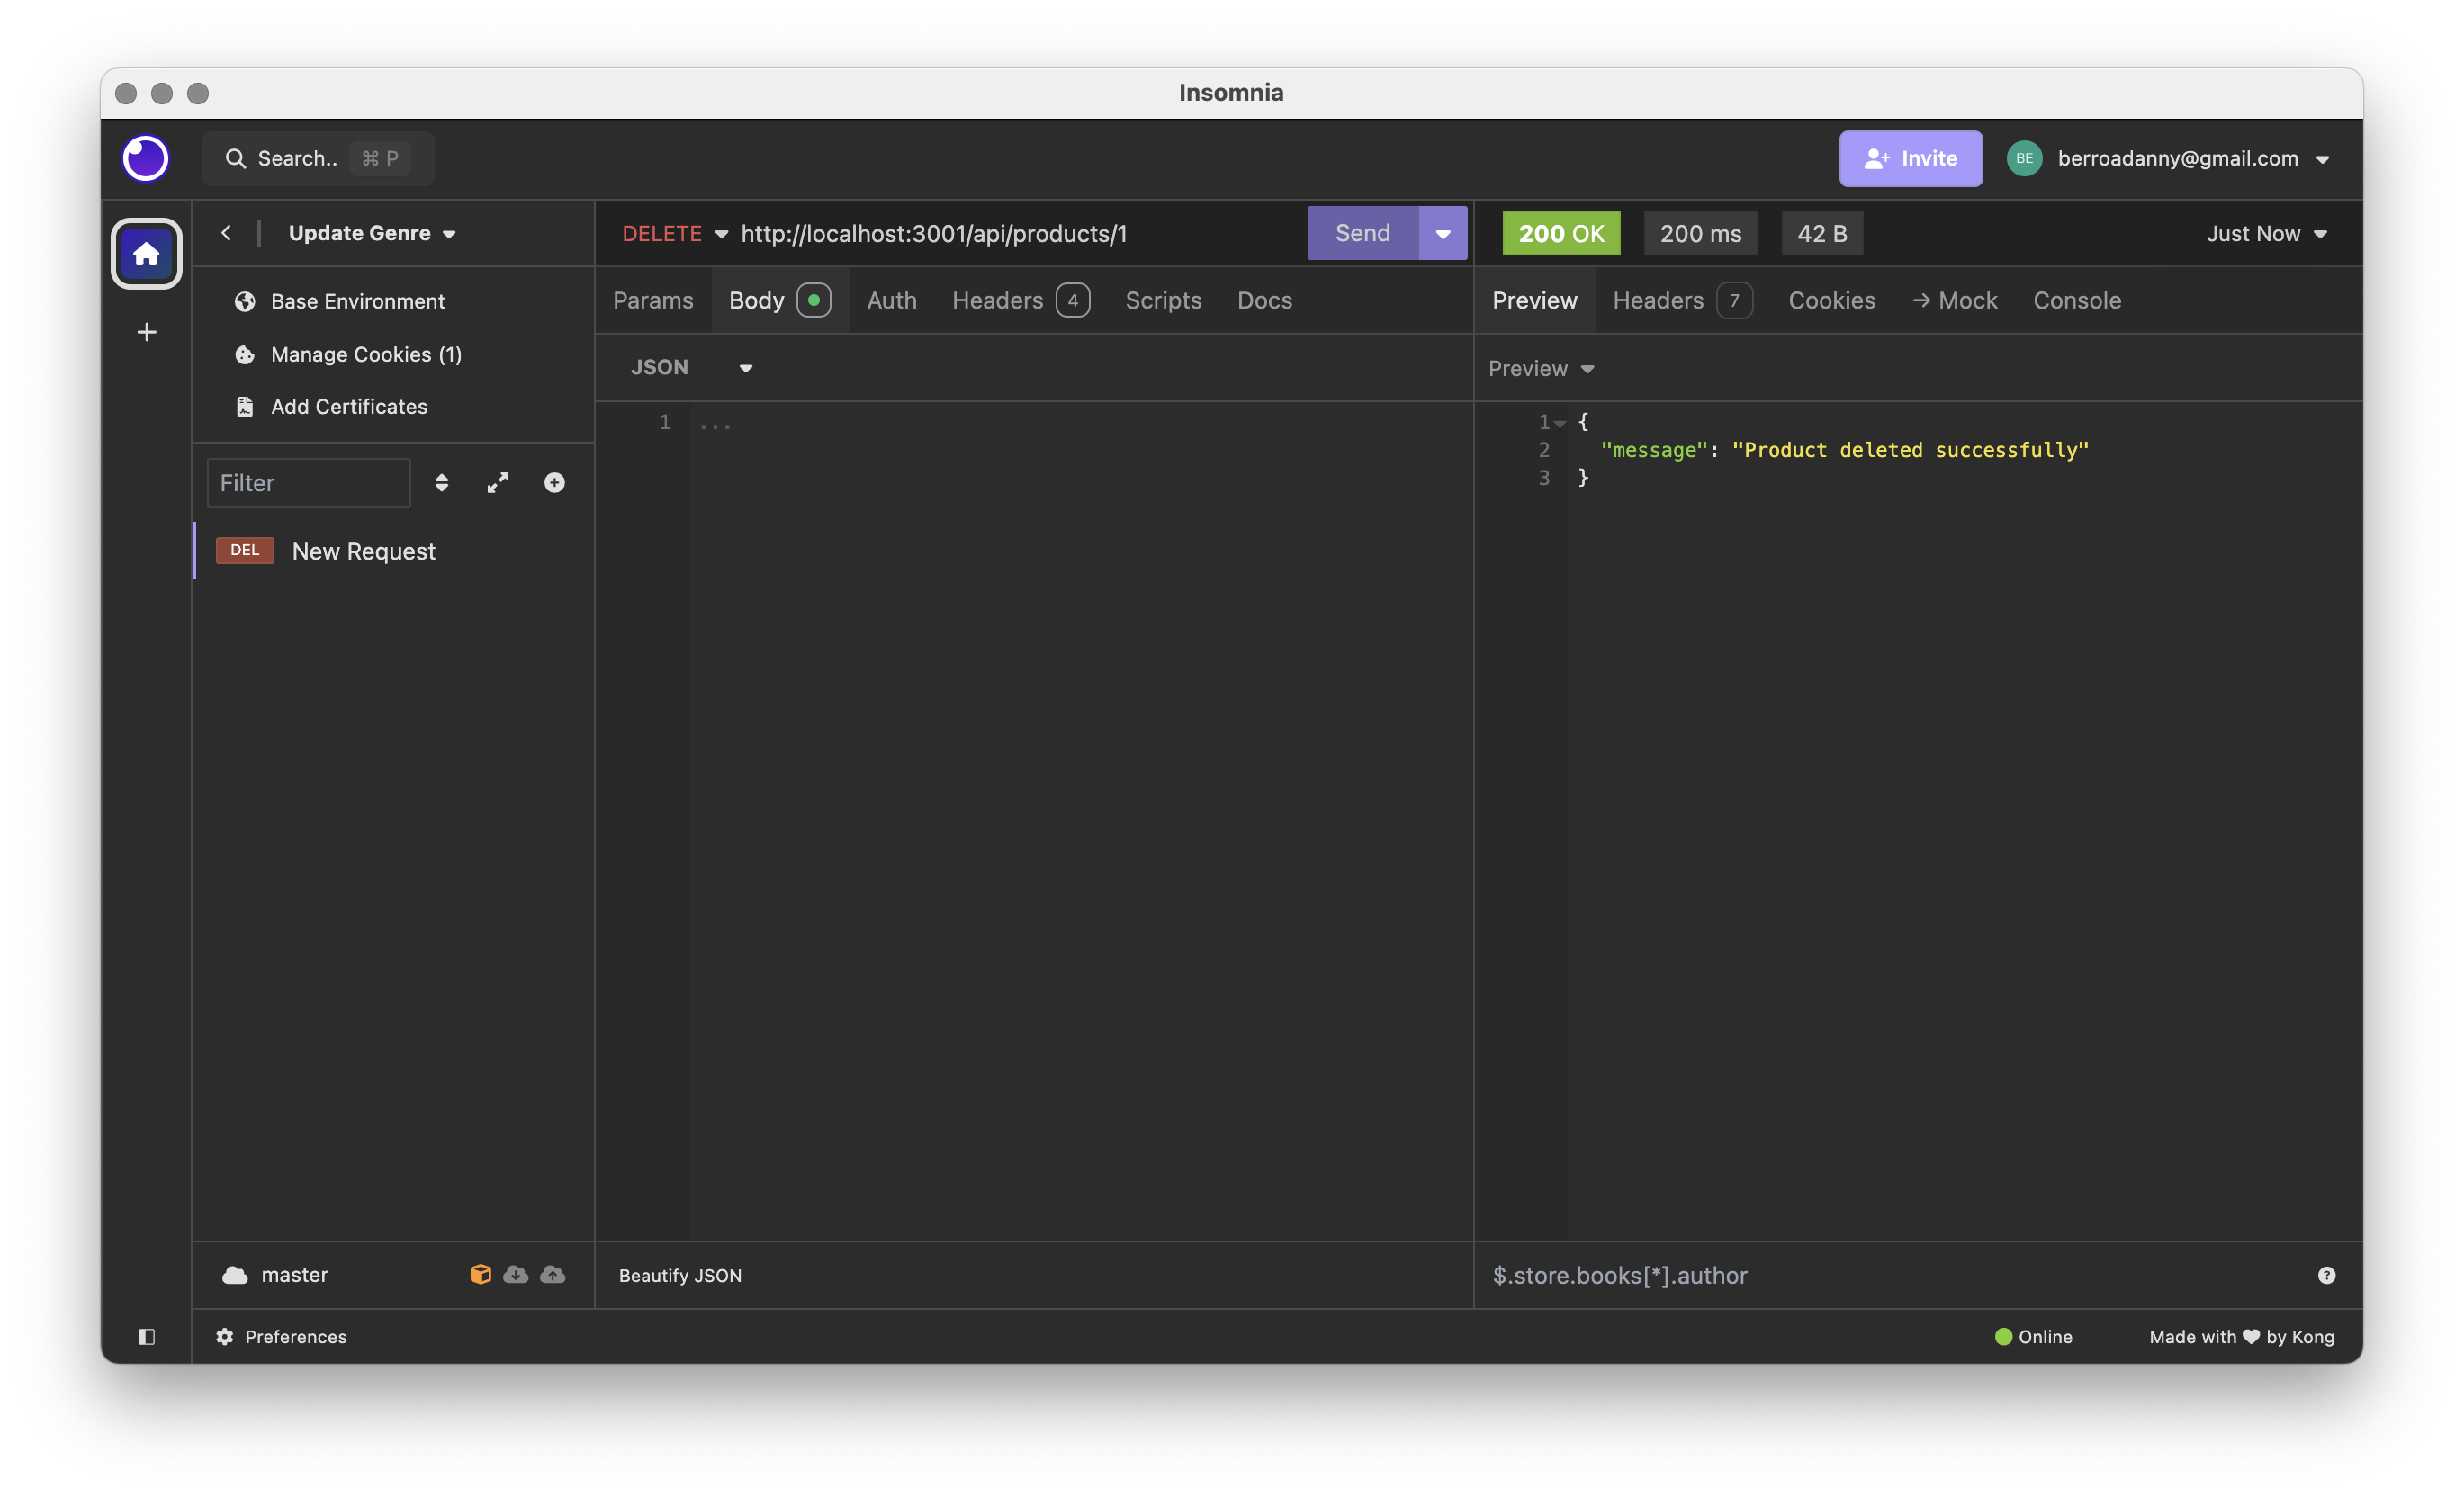 Insomnia
Search.. ⌘ P
Invite
BE berroadanny@gmail.com
Update Genre
DELETE http://localhost:3001/api/products/1 Send
200 OK 200 ms 42 B Just Now
Base Environment
Manage Cookies (1)
Add Certificates
Params Body Auth Headers 4 Scripts Docs
Preview Headers 7 Cookies → Mock Console
JSON
Preview
1 ...
1 {
2 "message": "Product deleted successfully"
3 }
Filter
DEL New Request
master
Beautify JSON
$.store.books[*].author
Preferences
Online
Made with ♥ by Kong